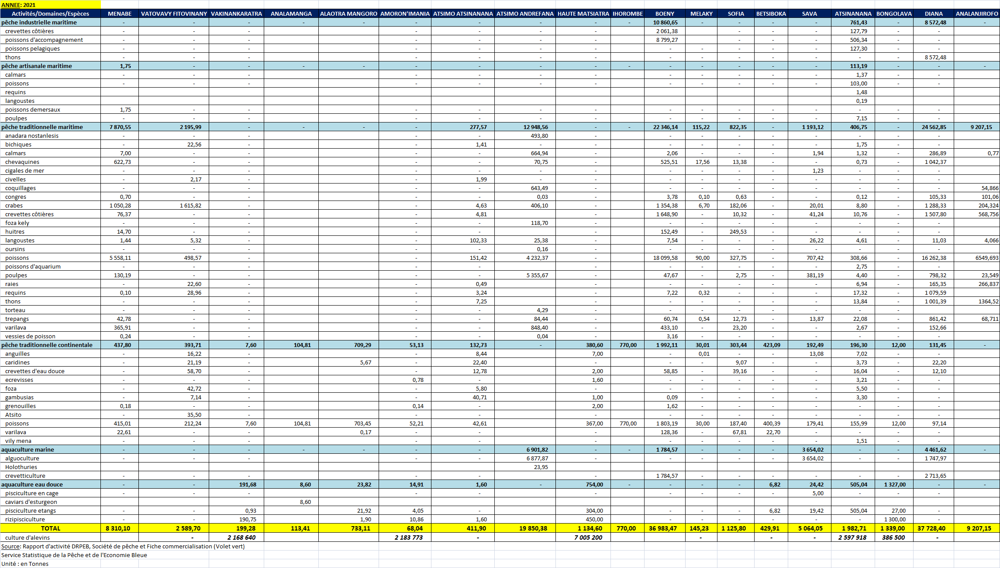 ANNEE: 2021
Activités/Domaines/Espèces MENABE VATOVAVY FITOVINANY VAKINANKARATRA ANALAMANGA ALAOTRA MANGORO AMORON'IMANIA ATSIMO ATSINANANA ATSIMO ANDREFANA HAUTE MATSIATRA IHOROMBE BOENY MELAKY SOFIA BETSIBOKA SAVA ATSINANANA BONGOLAVA DIANA ANALANJIROFO
pêche industrielle maritime - - - - - - - - - - 10 860,65 - - - - 761,43 - 8 572,48 -
crevettes côtières - - - - - - - 2 061,38 - - - 127,79 - -
poissons d'accompagnement - - - - - - - 8 799,27 - - - 506,34 - -
poissons pelagiques - - - - - - - - - - - - 127,30 - -
thons - - - - - - - - - - - - - - 8 572,48
pêche artisanale maritime 1,75 - - - - - - - - - - - - - - 113,19 - - -
calmars - - - - - - - - - - - - 1,37 - -
poissons - - - - - - - - - - - - 103,00 - -
requins 1,48
langoustes 0,19
poissons demersaux 1,75 - - - - - - - - - - - - - -
poulpes - - - - - - - - - - - - 7,15 - -
pêche traditionnelle maritime 7 870,55 2 195,99 - - - - 277,57 12 948,56 - - 22 346,14 115,22 822,35 - 1 193,12 406,75 - 24 562,85 9 207,15
anadara nostanlesis - - - - - 493,80 - - - - - - - - -
bichiques - 22,56 - - 1,41 - - - - - - - 1,75 - -
calmars 7,00 - - - - 664,94 - 2,06 - - - 1,94 1,32 - 286,89 0,77
chevaquines 622,73 - - - - 70,75 - 525,51 17,56 13,38 - - 0,73 - 1 042,37
cigales de mer - - - - - - - - - - - 1,23 - - -
civelles - 2,17 - - 1,99 - - - - - - - - - -
coquillages - - - - - 643,49 - - - - - - - - - 54,866
congres 0,70 - - - - 0,03 - 3,78 0,10 0,63 - - 0,12 - 105,33 101,06
crabes 1 050,28 1 615,82 - - 4,63 406,10 - 1 354,38 6,70 182,06 - 20,01 8,80 - 1 288,33 204,324
crevettes côtières 76,37 - - - 4,81 - 1 648,90 - 10,32 - 41,24 10,76 - 1 507,80 568,756
foza kely - - - - - 118,70 - - - - - - - - -
huitres 14,70 - - - - - 152,49 - 249,53 - - - - -
langoustes 1,44 5,32 - - 102,33 25,38 - 7,54 - - - 26,22 4,61 - 11,03 4,066
oursins - - - - - 0,16 - - - - - - - - -
poissons 5 558,11 498,57 - - 151,42 4 232,37 - 18 099,58 90,00 327,75 - 707,42 308,66 - 16 262,38 6549,693
poissons d'aquarium - - - - - - - - - - - 2,75 - -
poulpes 130,19 - - - - 5 355,67 - 47,67 - 2,75 - 381,19 4,40 - 798,32 23,549
raies - 22,60 - - 0,49 - - - - - - 6,94 - 165,35 266,837
requins 0,10 28,96 - - 3,24 - 7,22 0,32 - - - 17,32 - 1 079,59
thons - - - - 7,25 - - - - - - 13,84 - 1 001,39 1364,52
torteau - - - - - 4,29 - - - - - - - -
trepangs 42,78 - - - - 84,44 - 60,74 0,54 12,73 - 13,87 22,08 - 861,42 68,711
varilava 365,91 - - - - 848,40 - 433,10 - 23,20 - - 2,67 - 152,66
vessies de poisson 0,24 - - - - 0,04 - 3,16 - - - - - - -
pêche traditionnelle continentale 437,80 393,71 7,60 104,81 709,29 53,13 132,73 - 380,60 770,00 1 992,11 30,01 303,44 423,09 192,49 196,30 12,00 131,45 -
anguilles - 16,22 - - 8,44 7,00 - 0,01 - - 13,08 7,02 - -
caridines - 21,19 - 5,67 - 22,40 - - - 9,07 - - 3,73 - 22,20
crevettes d'eau douce - 58,70 - - 12,78 2,00 58,85 - 39,16 - - 16,04 - 12,10
ecrevisses - - - 0,78 - 1,60 - - - - - 3,21 - -
foza - 42,72 - - 5,80 - - - - - - 5,50 - -
gambusias - 7,14 - - 40,71 1,00 0,09 - - - - 3,30 - -
grenouilles 0,18 - - 0,14 - 2,00 1,62 - - - - - - -
Atsito - 35,50 - - - - - - - - - - - -
poissons 415,01 212,24 7,60 104,81 703,45 52,21 42,61 367,00 770,00 1 803,19 30,00 187,40 400,39 179,41 155,99 12,00 97,14
varilava 22,61 - - 0,17 - - - 128,36 - 67,81 22,70 - - - -
vily mena - - - - - - - - - - - 1,51 - -
aquaculture marine - - - - - - - 6 901,82 - - 1 784,57 - - - 3 654,02 - - 4 461,62 -
alguoculture - - - - - 6 877,87 - - - - - 3 654,02 - - 1 747,97
Holothuries 23,95
crevetticulture - - - - - - 1 784,57 - - - - - - 2 713,65
aquaculture eau douce - - 191,68 8,60 23,82 14,91 1,60 - 754,00 - - - - 6,82 24,42 505,04 1 327,00 - -
pisciculture en cage - - - - - - - - - - 5,00 - - -
caviars d'esturgeon 8,60
pisciculture etangs - - 0,93 21,92 4,05 - 304,00 - - - 6,82 19,42 505,04 27,00 -
rizipisciculture - - 190,75 1,90 10,86 1,60 450,00 - - - - - - 1 300,00 -
TOTAL 8 310,10 2 589,70 199,28 113,41 733,11 68,04 411,90 19 850,38 1 134,60 770,00 36 983,47 145,23 1 125,80 429,91 5 064,05 1 982,71 1 339,00 37 728,40 9 207,15
culture d'alevins - 2 168 640 2 183 773 - 7 005 200 - - - 2 597 918 386 500 -
Source: Rapport d'activité DRPEB, Société de pêche et Fiche commercialisation (Volet vert)
Service Statistique de la Pêche et de l'Economie Bleue
Unité : en Tonnes